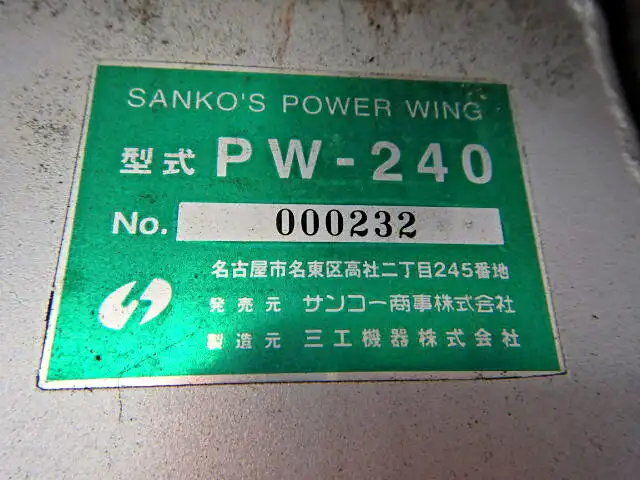 SANKO'S POWER WING
型式 PW-240
No. 000232
名古屋市名東区高社二丁目245番地
発売元 サンコー商事株式会社
製造元 三工機器株式会社